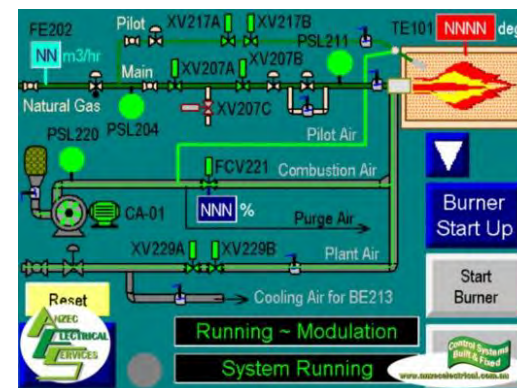 Pilot
XV217A
XV217B
FE202
TE101
NNNN
deg
PSL211
NN
m3/hr
XV207B
Main
XV207A
Natural Gas
XV207C
PSL220
PSL204
Pilot Air
FCV221
Combustion Air
NNN
%
Burner
Start Up
CA-01
Purge Air
XV229A
XV229B
Plant Air
Start
Burner
Reset
Cooling Air for BE213
ANZEC
ELECTRICAL
SERVICES
Running ~ Modulation
System Running
Control Systems
Built & Fixed
www.anzecelectrical.com.au